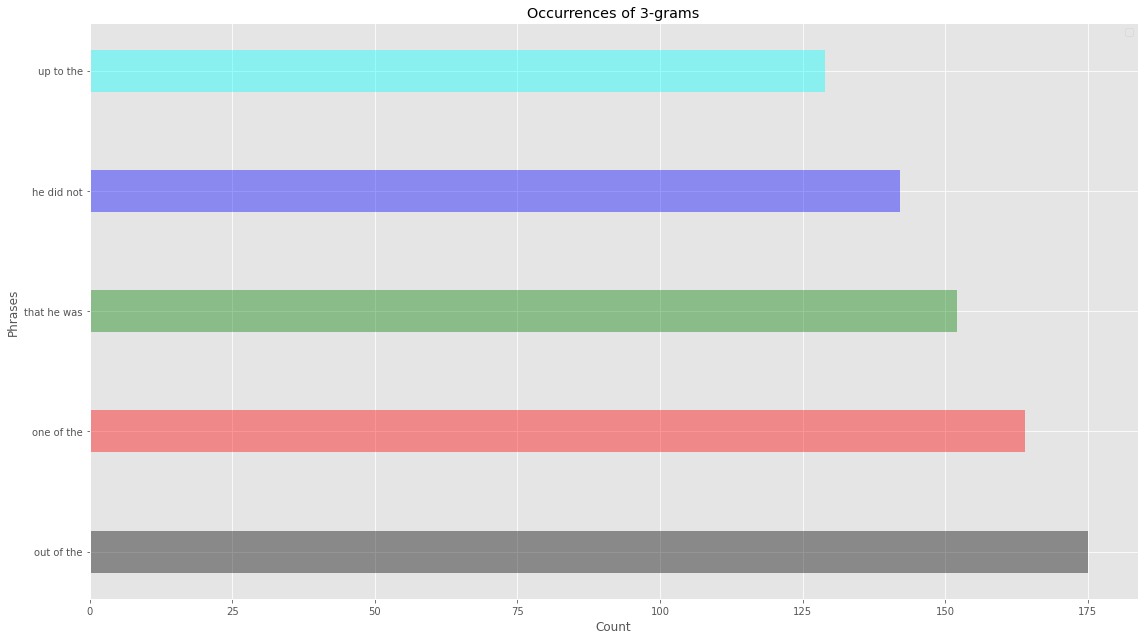 Occurrences of 3-grams
up to the
he did not
that he was
one of the
out of the
Phrases
0 25 50 75 100 125 150 175
Count